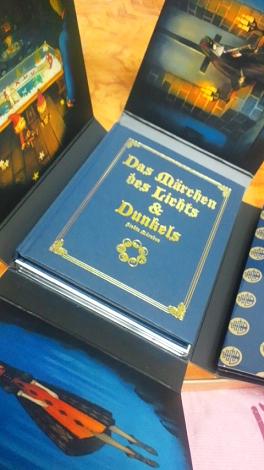 Das Märchen
des Lichts
&
Dunkels